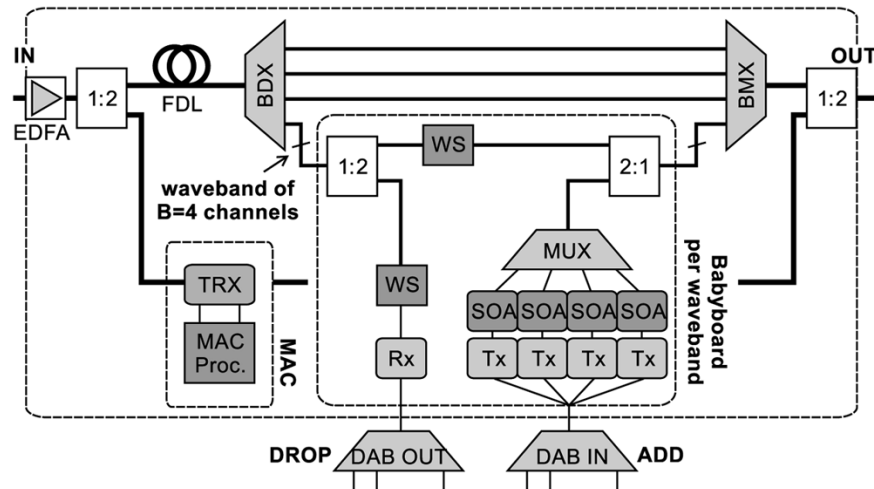 IN
EDFA
1:2
FDL
BDX
BMX
OUT
1:2
waveband of
B=4 channels
1:2
WS
2:1
MUX
WS
SOA
SOA
SOA
SOA
Rx
Tx
Tx
Tx
Tx
Babyboard
per waveband
TRX
MAC
Proc.
MAC
DROP
DAB OUT
DAB IN
ADD